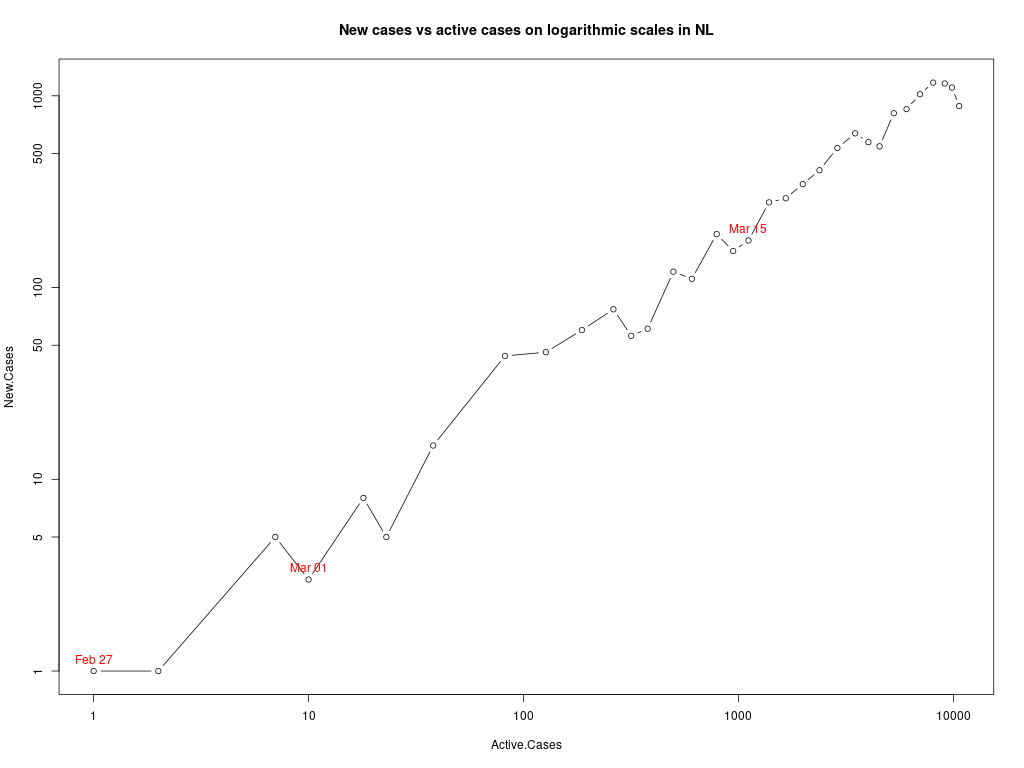 New cases vs active cases on logarithmic scales in NL
New.Cases
1000
500
100
50
10
5
1
Mar 15
Mar 01
Feb 27
1 10 100 1000 10000
Active.Cases